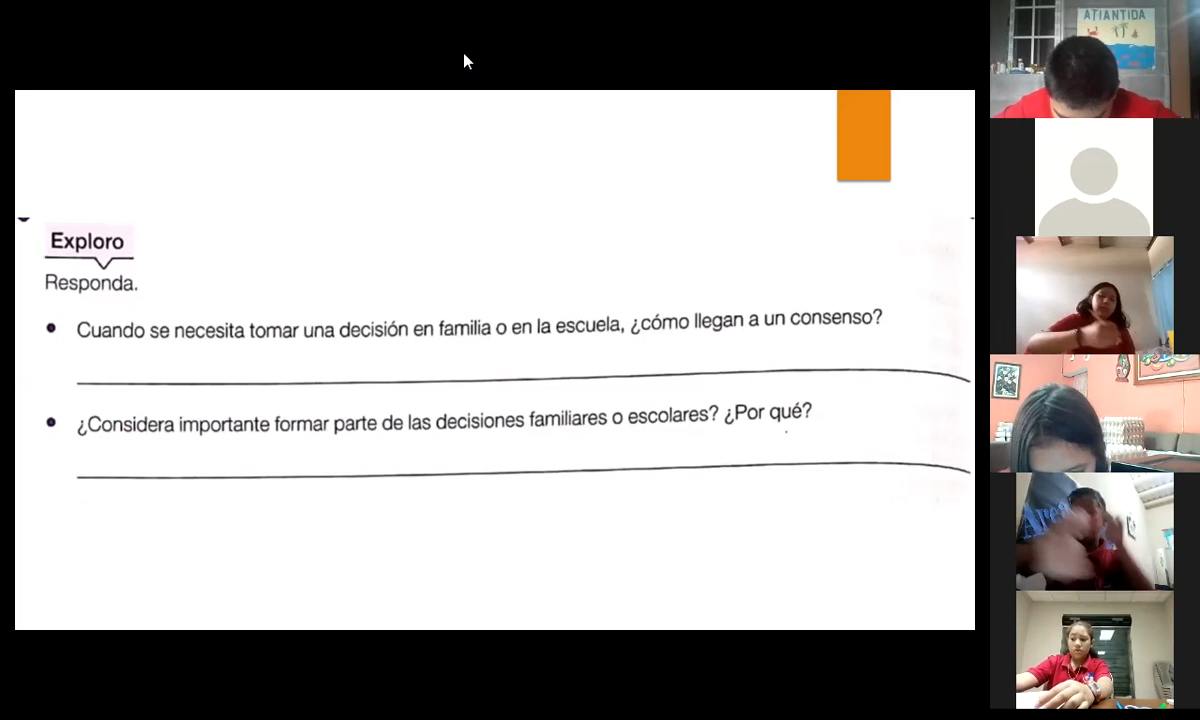 ATIANTIDA
Exploro
Responda.
• Cuando se necesita tomar una decisión en familia o en la escuela, ¿cómo llegan a un consenso?
• ¿Considera importante formar parte de las decisiones familiares o escolares? ¿Por qué?